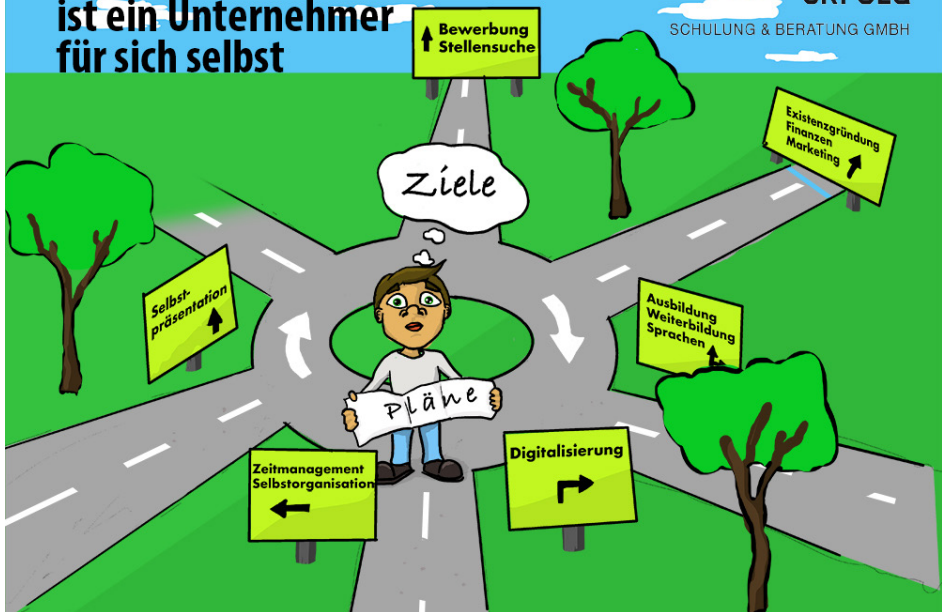 ist ein Unternehmer
für sich selbst
SCHULUNG & BERATUNG GMBH
Bewerbung
Stellensuche
Existenzgründung
Finanzen
Marketing
Ziele
Selbst-
präsentation
Ausbildung
Weiterbildung
Sprachen
Pläne
Zeitmanagement
Selbstorganisation
Digitalisierung